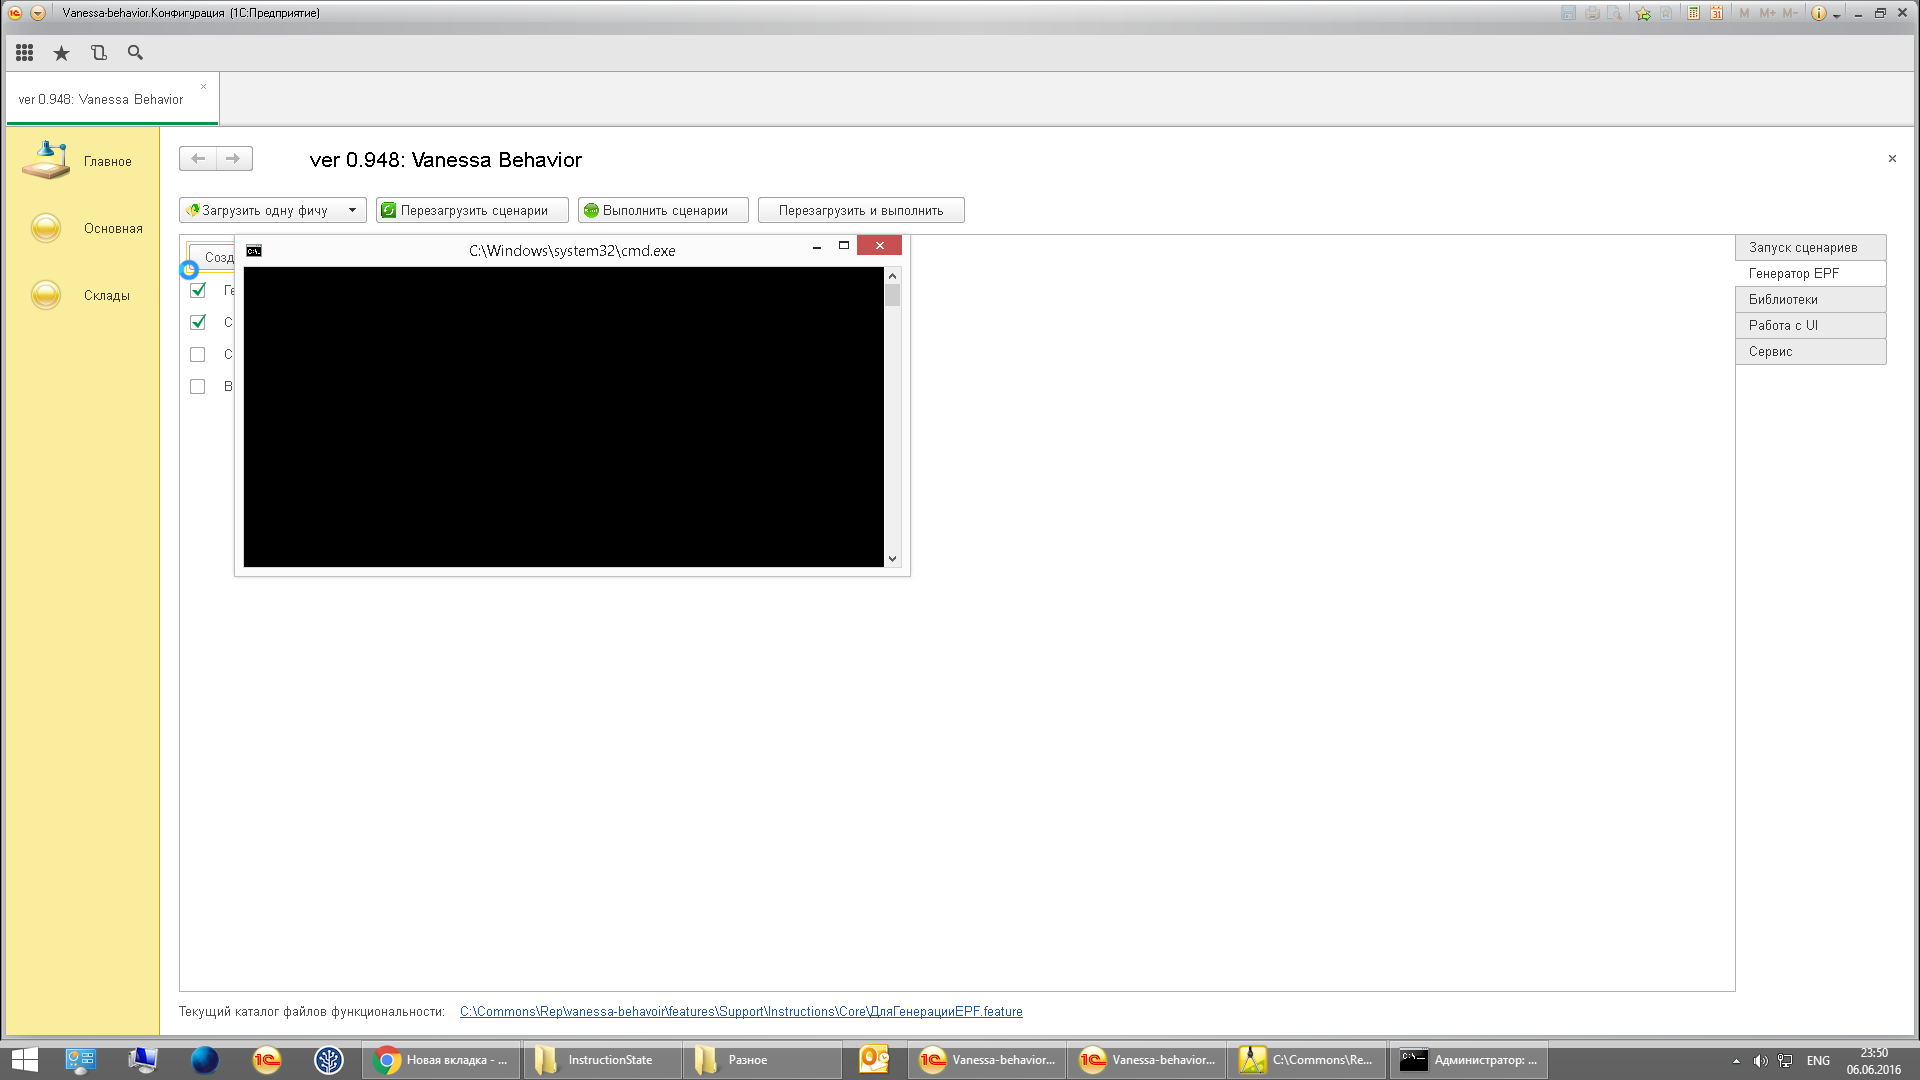 Vanessa-behavior.Конфигурация (1С:Предприятие)
31
M M+ M-
ver 0.948: Vanessa Behavior
Главное
Основная
Склады
ver 0.948: Vanessa Behavior
Загрузить одну фичу
Перезагрузить сценарии
Выполнить сценарии
Перезагрузить и выполнить
Созд
C:\Windows\system32\cmd.exe
Ге
С
С
В
Запуск сценариев
Генератор EPF
Библиотеки
Работа с UI
Сервис
Текущий каталог файлов функциональности: C:\Commons\Rep\vanessa-behavoir\features\Support\Instructions\Core\ДляГенерацииEPF.feature
Новая вкладка - ...
InstructionState
Разное
Vanessa-behavior...
Vanessa-behavior...
C:\Commons\Re...
Администратор: ...
ENG
23:50
06.06.2016